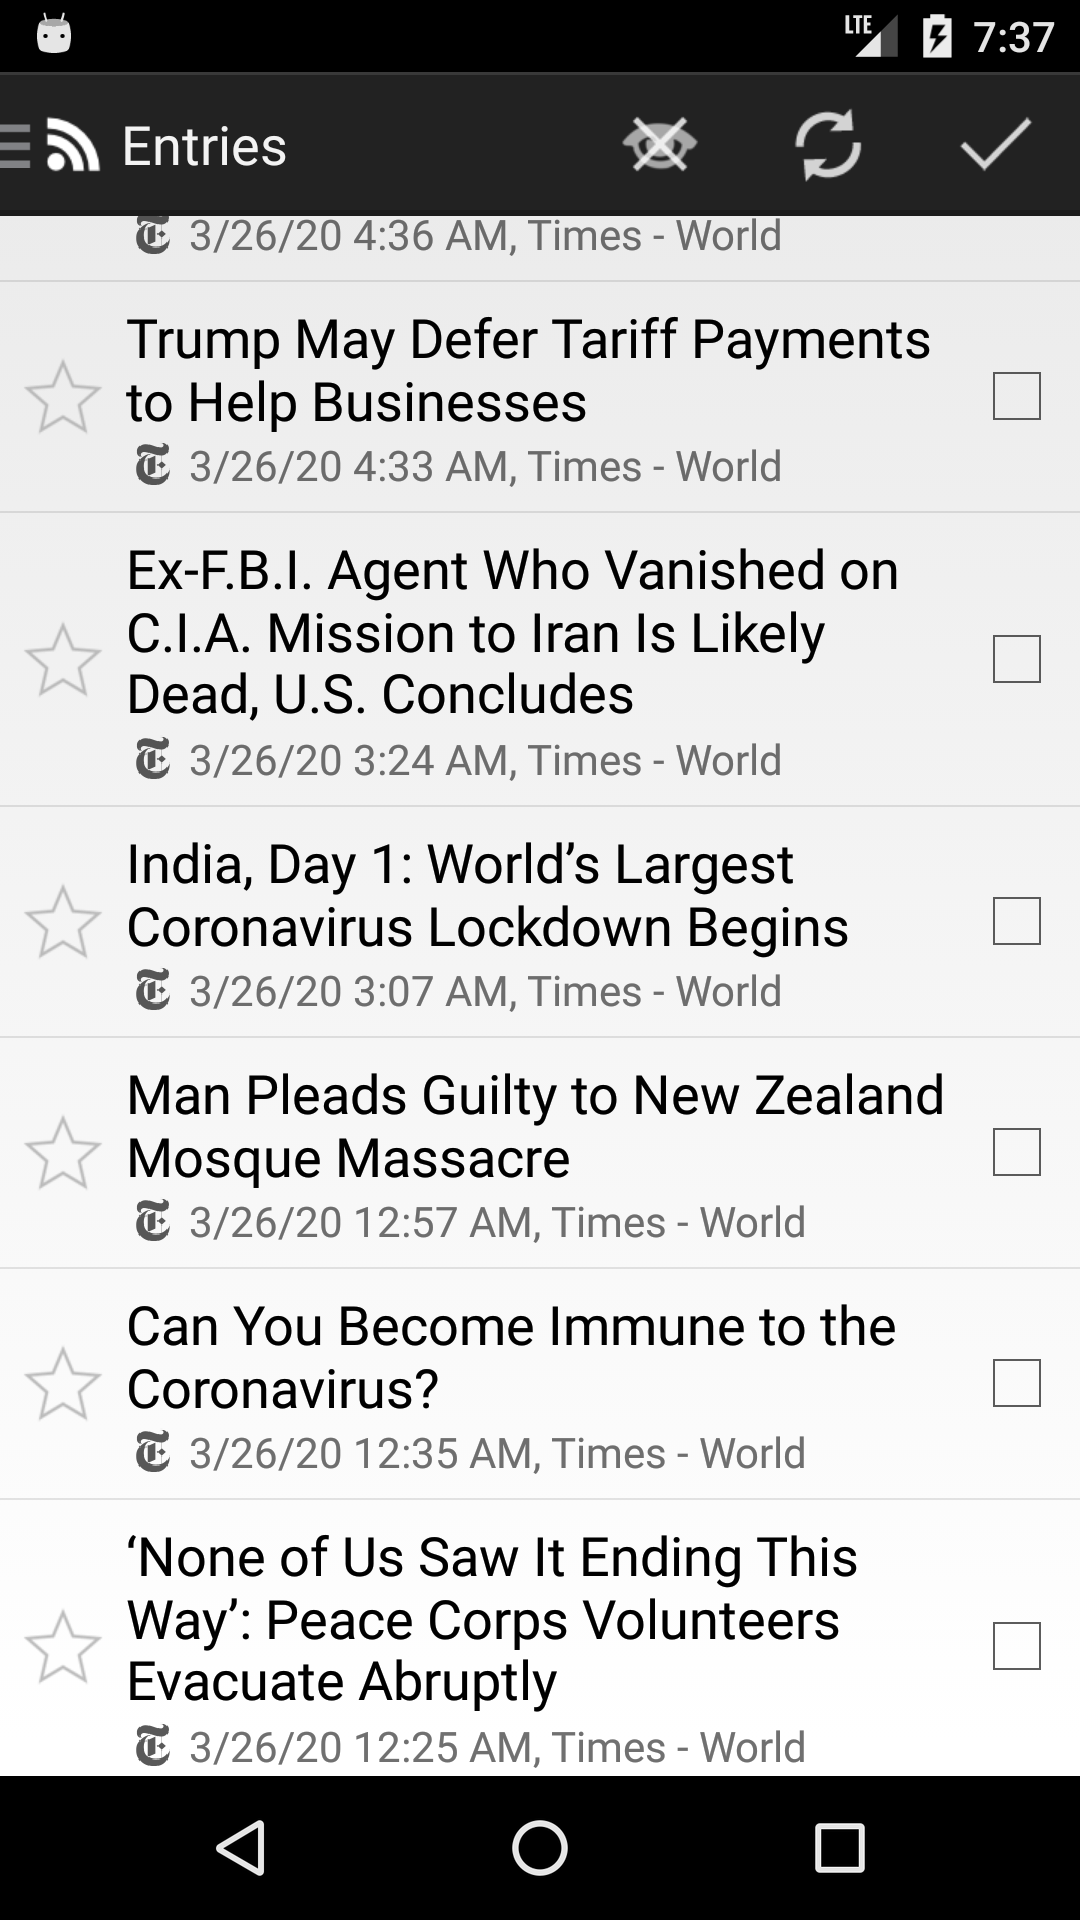 LTE 7:37
Entries
3/26/20 4:36 AM, Times - World
Trump May Defer Tariff Payments
to Help Businesses
3/26/20 4:33 AM, Times - World
Ex-F.B.I. Agent Who Vanished on
C.I.A. Mission to Iran Is Likely
Dead, U.S. Concludes
3/26/20 3:24 AM, Times - World
India, Day 1: World’s Largest
Coronavirus Lockdown Begins
3/26/20 3:07 AM, Times - World
Man Pleads Guilty to New Zealand
Mosque Massacre
3/26/20 12:57 AM, Times - World
Can You Become Immune to the
Coronavirus?
3/26/20 12:35 AM, Times - World
‘None of Us Saw It Ending This
Way’: Peace Corps Volunteers
Evacuate Abruptly
3/26/20 12:25 AM, Times - World